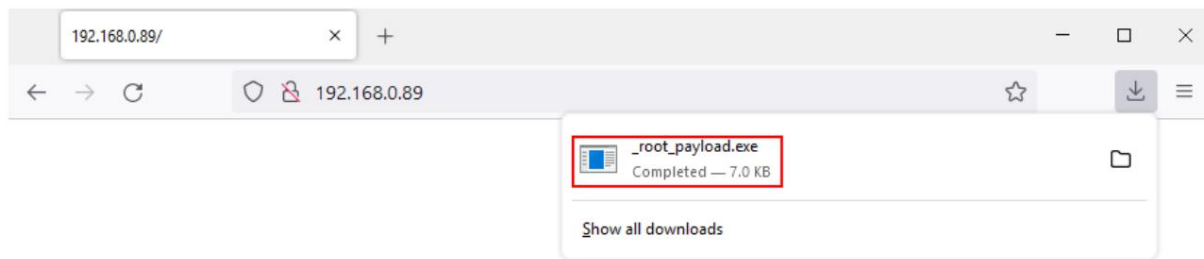 192.168.0.89/
192.168.0.89
_root_payload.exe
Completed — 7.0 KB
Show all downloads